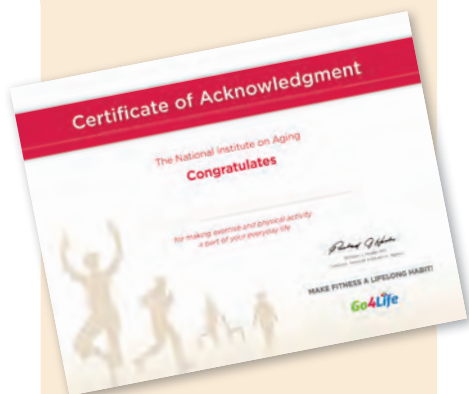 Certificate of Acknowledgment
The National Institute on Aging
Congratulates
for making exercise and physical activity
a part of your everyday life
MAKE FITNESS A LIFELONG HABIT!
Go4Life